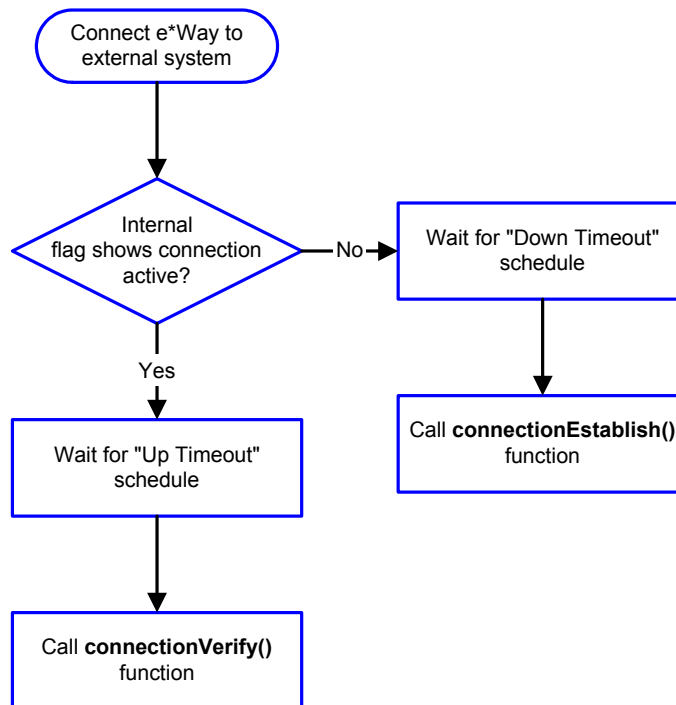 Connect e*Way to
external system
Internal
flag shows connection
active?
No
Wait for "Down Timeout"
schedule
Yes
Call connectionEstablish()
function
Wait for "Up Timeout"
schedule
Call connectionVerify()
function